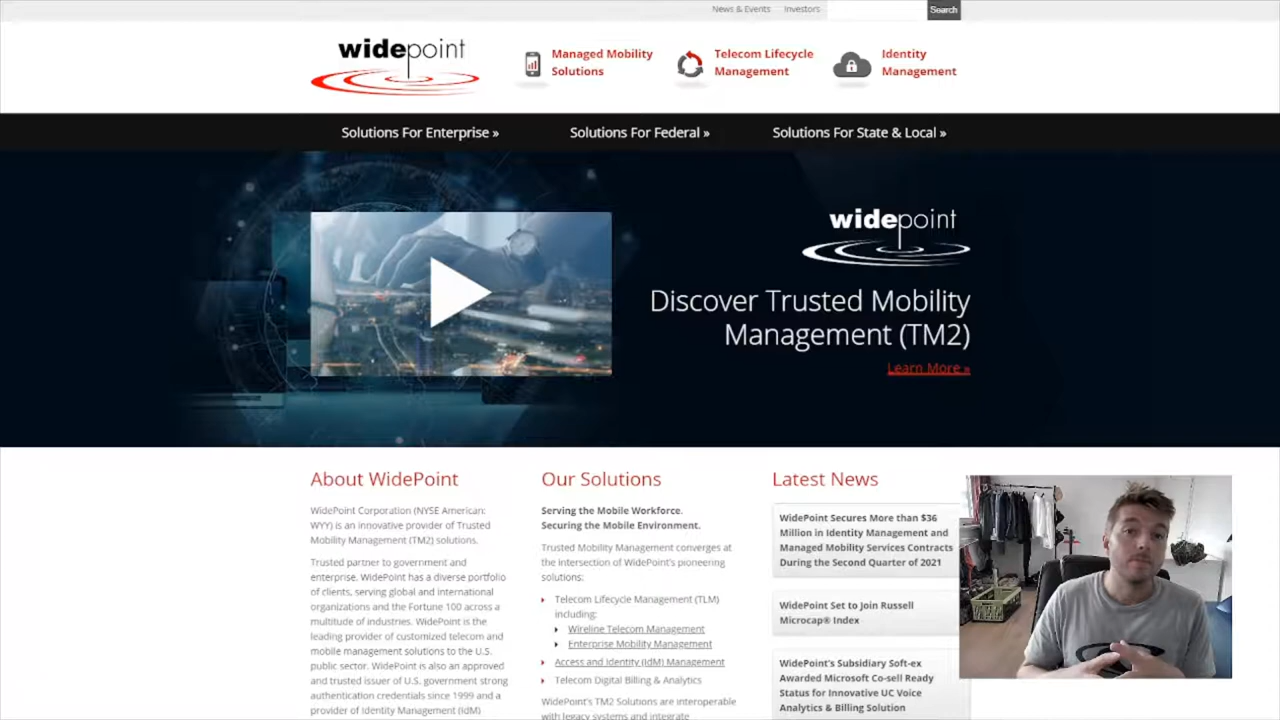 News & Events
Investors
Search
widepoint
Managed Mobility
Solutions
Telecom Lifecycle
Management
Identity
Management
Solutions For Enterprise »
Solutions For Federal »
Solutions For State & Local »
widepoint
Discover Trusted Mobility
Management (TM2)
Learn More »
About WidePoint
WidePoint Corporation (NYSE American:
WYY) is an innovative provider of Trusted
Mobility Management (TM2) solutions.
Trusted partner to government and
enterprise. WidePoint has a diverse portfolio
of clients, serving global and international
organizations and the Fortune 100 across a
multitude of industries. WidePoint is the
leading provider of customized telecom and
mobile management solutions to the U.S.
public sector. WidePoint is also an approved
and trusted issuer of U.S. government strong
authentication credentials since 1999 and a
provider of Identity Management (IdM)
Our Solutions
Serving the Mobile Workforce.
Securing the Mobile Environment.
Trusted Mobility Management converges at
the intersection of WidePoint's pioneering
solutions:
Telecom Lifecycle Management (TLM)
including:
Wireline Telecom Management
Enterprise Mobility Management
Access and Identity (IdM) Management
Telecom Digital Billing & Analytics
WidePoint's TM2 Solutions are interoperable
with legacy systems and integrate
Latest News
WidePoint Secures More than $36
Million in Identity Management and
Managed Mobility Services Contracts
During the Second Quarter of 2021
WidePoint Set to Join Russell
Microcap® Index
WidePoint's Subsidiary Soft-ex
Awarded Microsoft Co-sell Ready
Status for Innovative UC Voice
Analytics & Billing Solution